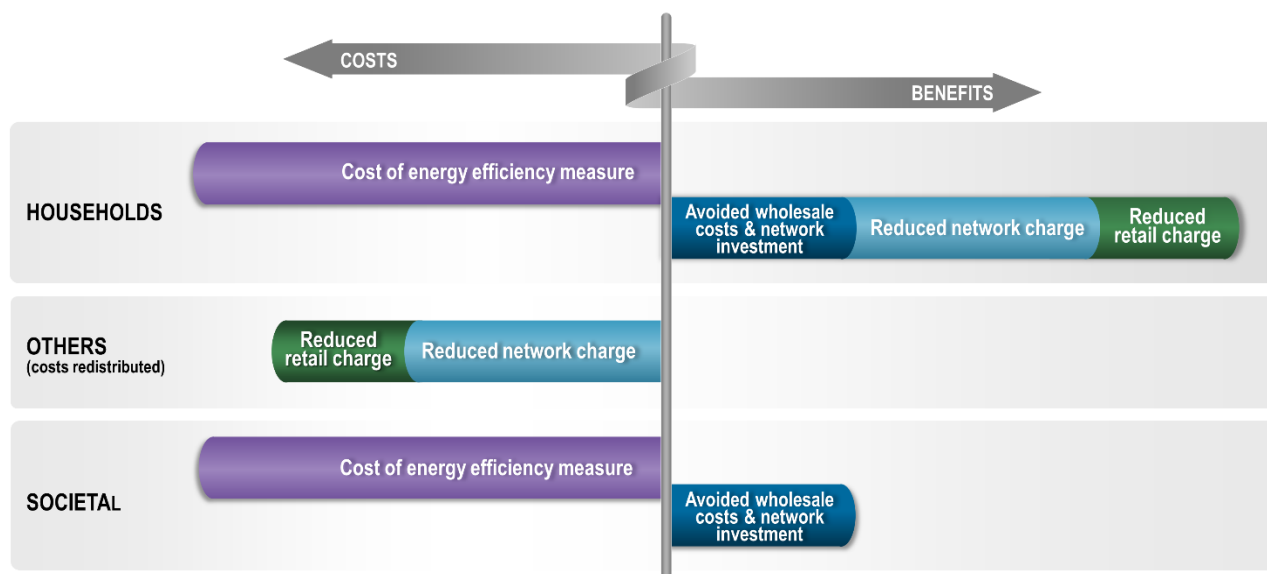 COSTS
BENEFITS
HOUSEHOLDS
Cost of energy efficiency measure
Avoided wholesale
costs & network
investment
Reduced network charge
Reduced
retail charge
OTHERS
(costs redistributed)
Reduced
retail charge
Reduced network charge
SOCIETAL
Cost of energy efficiency measure
Avoided wholesale
costs & network
investment